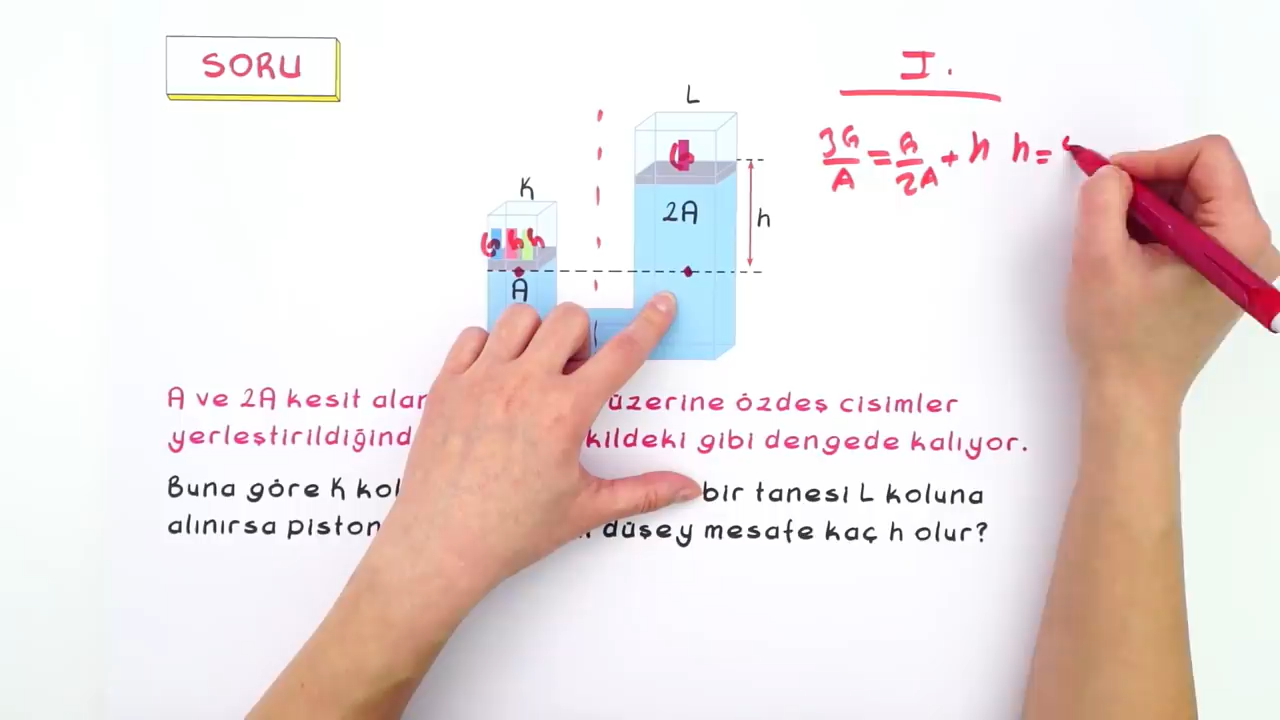 SORU
I.
3G/A = G/2A + h h =
L
K
G
2A
h
G G G
A
A ve 2A kesit alan üzerine özdeş cisimler
yerleştirildiğind kildeki gibi dengede kalıyor.
Buna göre K kol bir tanesi L koluna
alınırsa piston düşey mesafe kaç h olur?